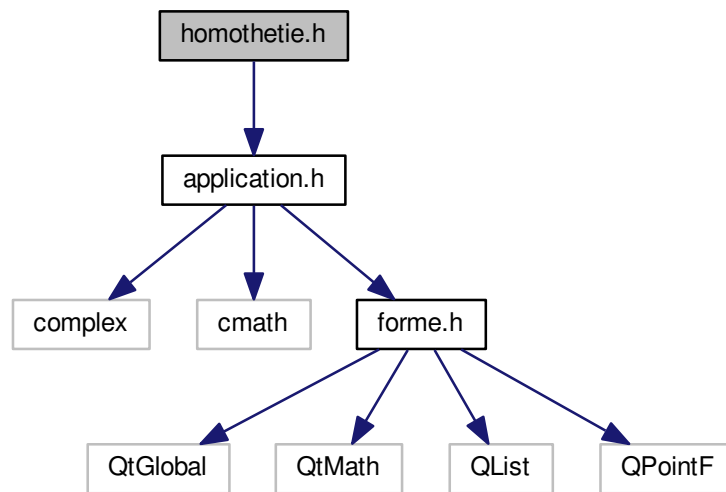 homothetie.h
application.h
complex
cmath
forme.h
QtGlobal
QtMath
QList
QPointF